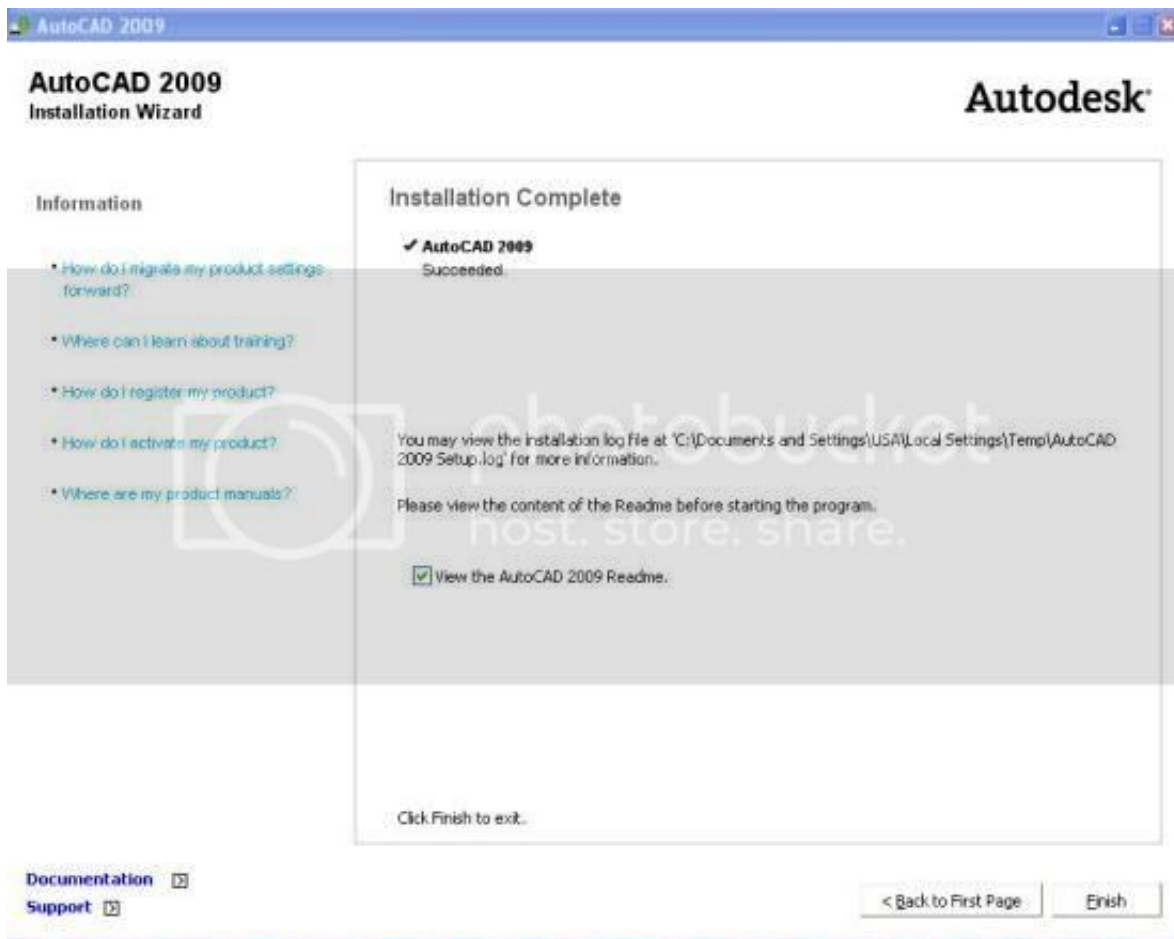 AutoCAD 2009
AutoCAD 2009
Installation Wizard
Autodesk
Information
• How do I migrate my product settings
forward?
• Where can I learn about training?
• How do I register my product?
• How do I activate my product?
• Where are my product manuals?
Installation Complete
✓ AutoCAD 2009
Succeeded.
You may view the installation log file at 'C:\Documents and Settings\USA\Local Settings\Temp\AutoCAD
2009 Setup.log' for more information.
Please view the content of the Readme before starting the program.
View the AutoCAD 2009 Readme.
Click Finish to exit.
photobucket
host. store. share.
Documentation
Support
< Back to First Page
Finish